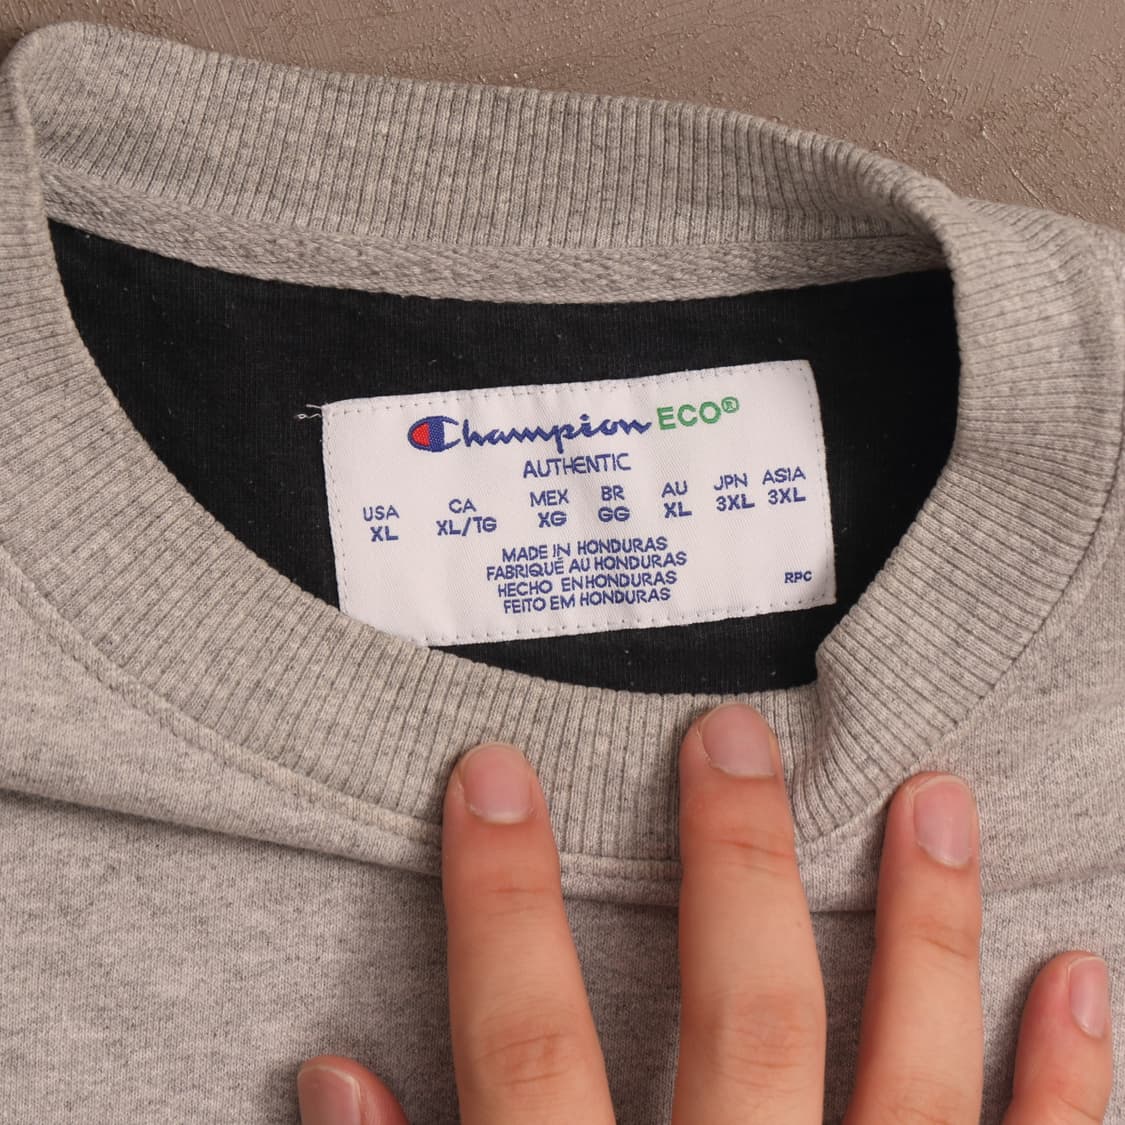 Champion ECO®
AUTHENTIC
USA CA MEX BR AU JPN ASIA
XL XL/TG XG GG XL 3XL 3XL
MADE IN HONDURAS
FABRIQUÉ AU HONDURAS
HECHO EN HONDURAS
FEITO EM HONDURAS
RPC